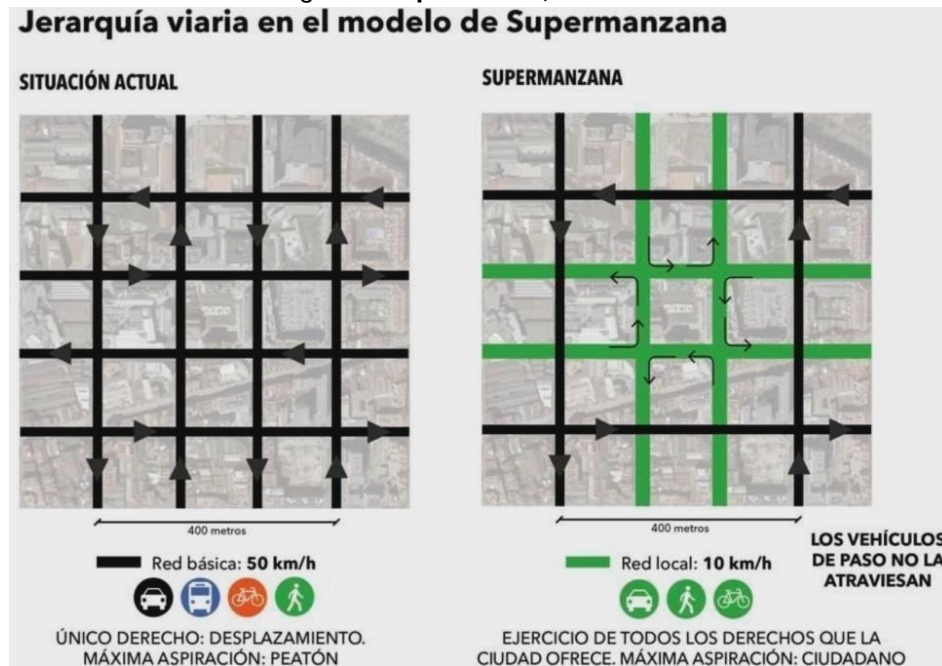 Jerarquía viaria en el modelo de Supermanzana
SITUACIÓN ACTUAL
400 metros
Red básica: 50 km/h
ÚNICO DERECHO: DESPLAZAMIENTO.
MÁXIMA ASPIRACIÓN: PEATÓN
SUPERMANZANA
400 metros
Red local: 10 km/h
LOS VEHÍCULOS
DE PASO NO LA
ATRAVIESAN
EJERCICIO DE TODOS LOS DERECHOS QUE LA
CIUDAD OFRECE. MÁXIMA ASPIRACIÓN: CIUDADANO